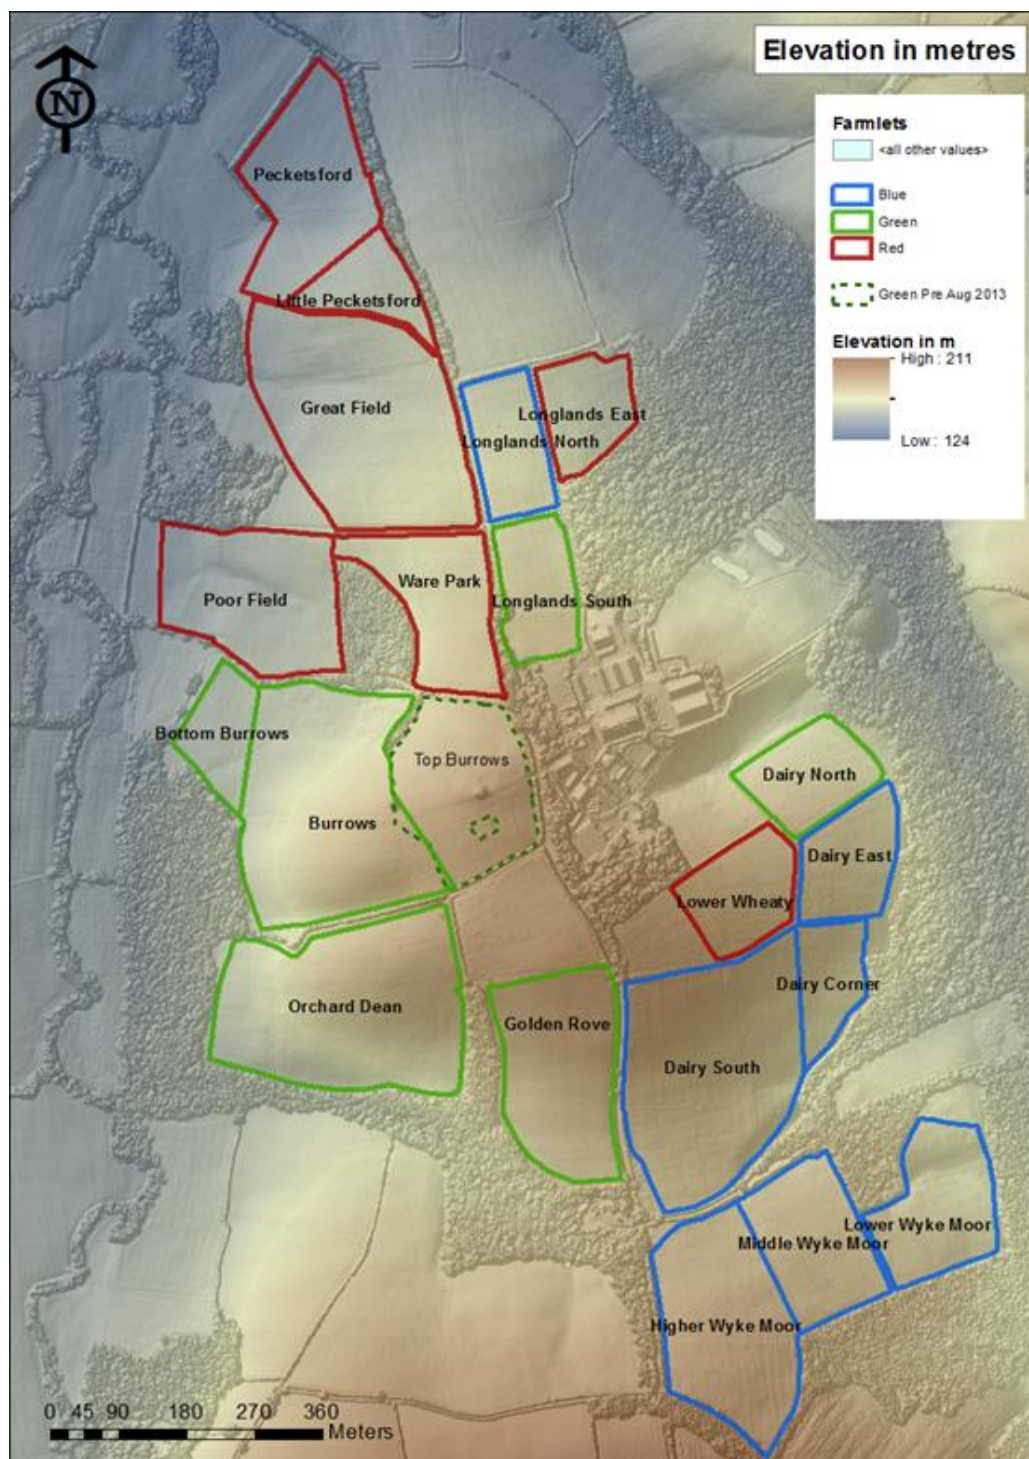 Elevation in metres
N
Farmlets
<all other values>
Blue
Green
Red
Green Pre Aug 2013
Elevation in m
High : 211
Low : 124
Pecketsford
Little Pecketsford
Great Field
Longlands East
Longlands North
Ware Park
Poor Field
Longlands South
Bottom Burrows
Top Burrows
Dairy North
Burrows
Dairy East
Lower Wheaty
Dairy Corner
Orchard Dean
Golden Rove
Dairy South
Lower Wyke Moor
Middle Wyke Moor
Higher Wyke Moor
0 45 90 180 270 360
Meters